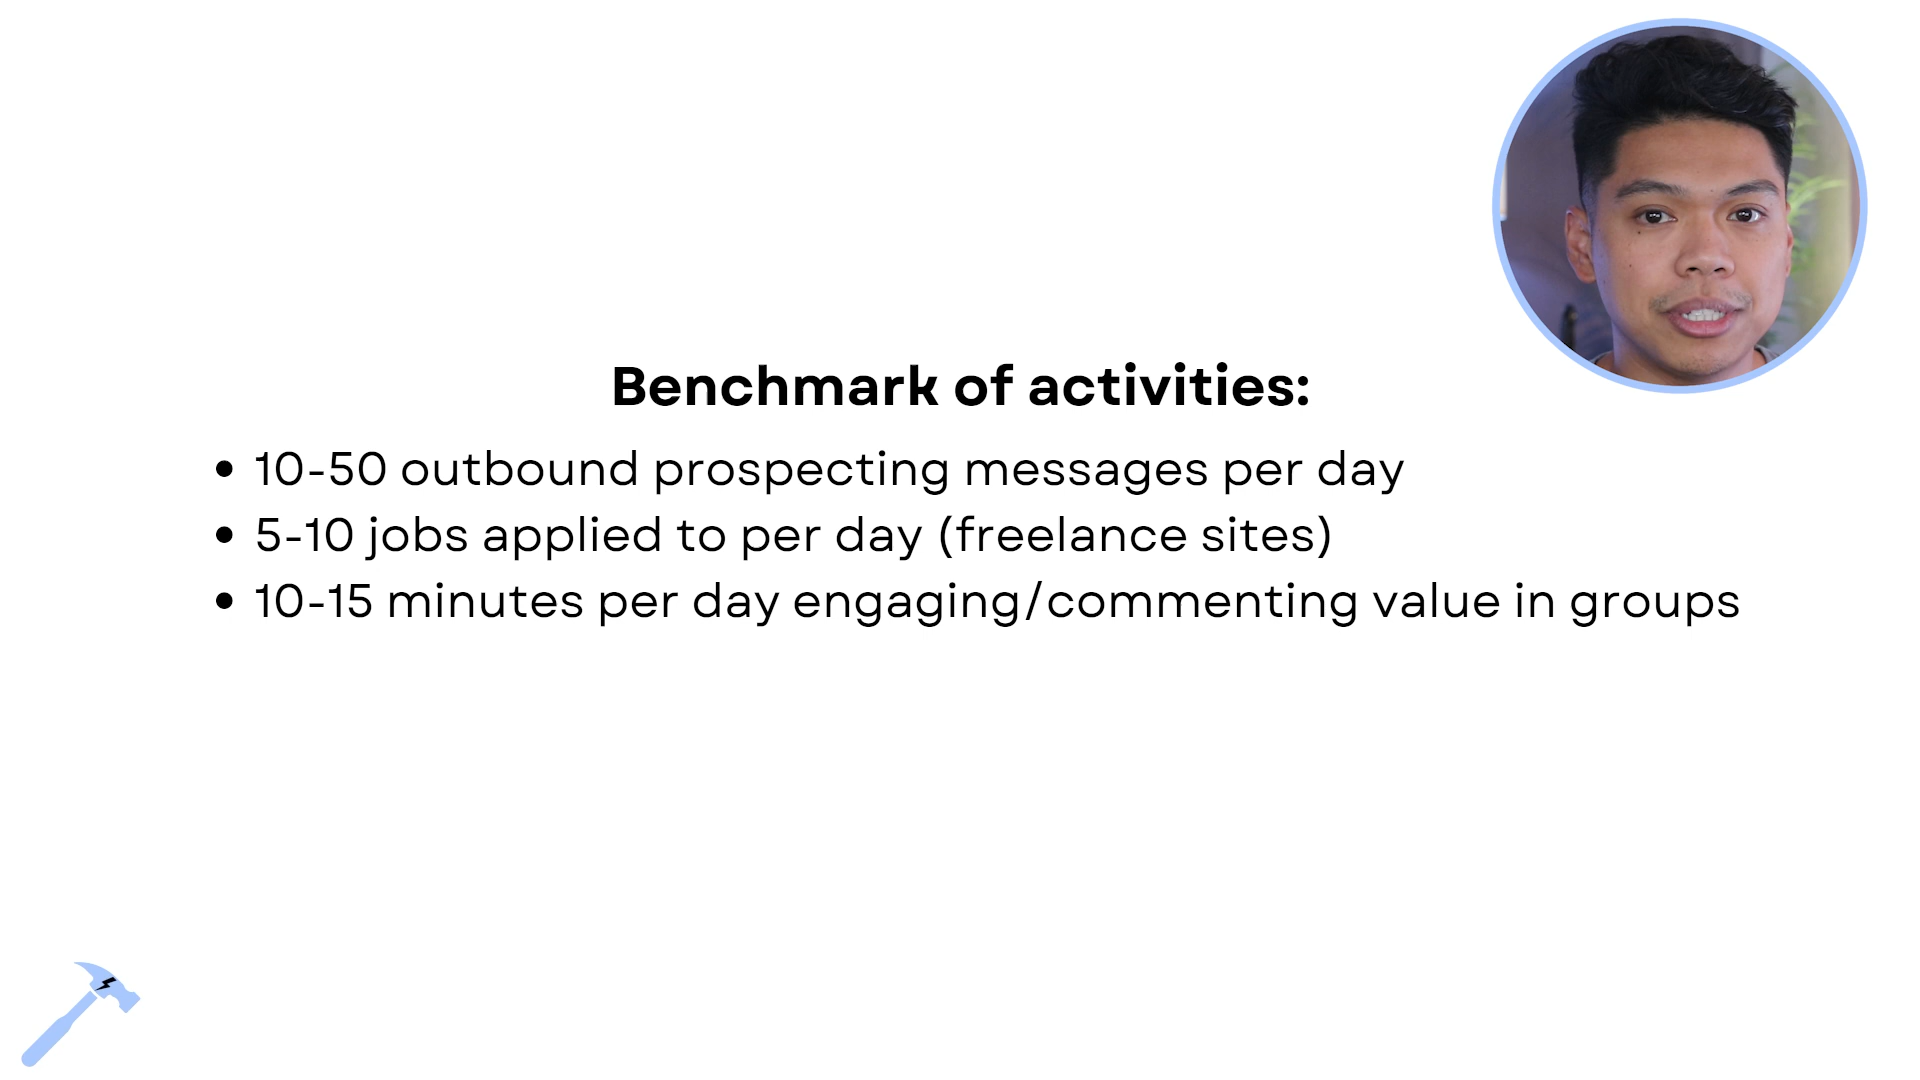 Benchmark of activities:
• 10-50 outbound prospecting messages per day
• 5-10 jobs applied to per day (freelance sites)
• 10-15 minutes per day engaging/commenting value in groups